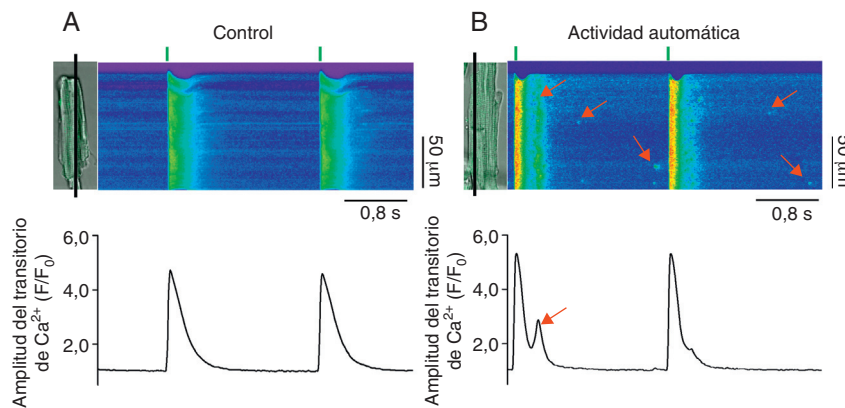 A
Control
50 µm
0,8 s
Amplitud del transitorio
de Ca²⁺ (F/F₀)
6,0
4,0
2,0
B
Actividad automática
50 µm
0,8 s
Amplitud del transitorio
de Ca²⁺ (F/F₀)
6,0
4,0
2,0